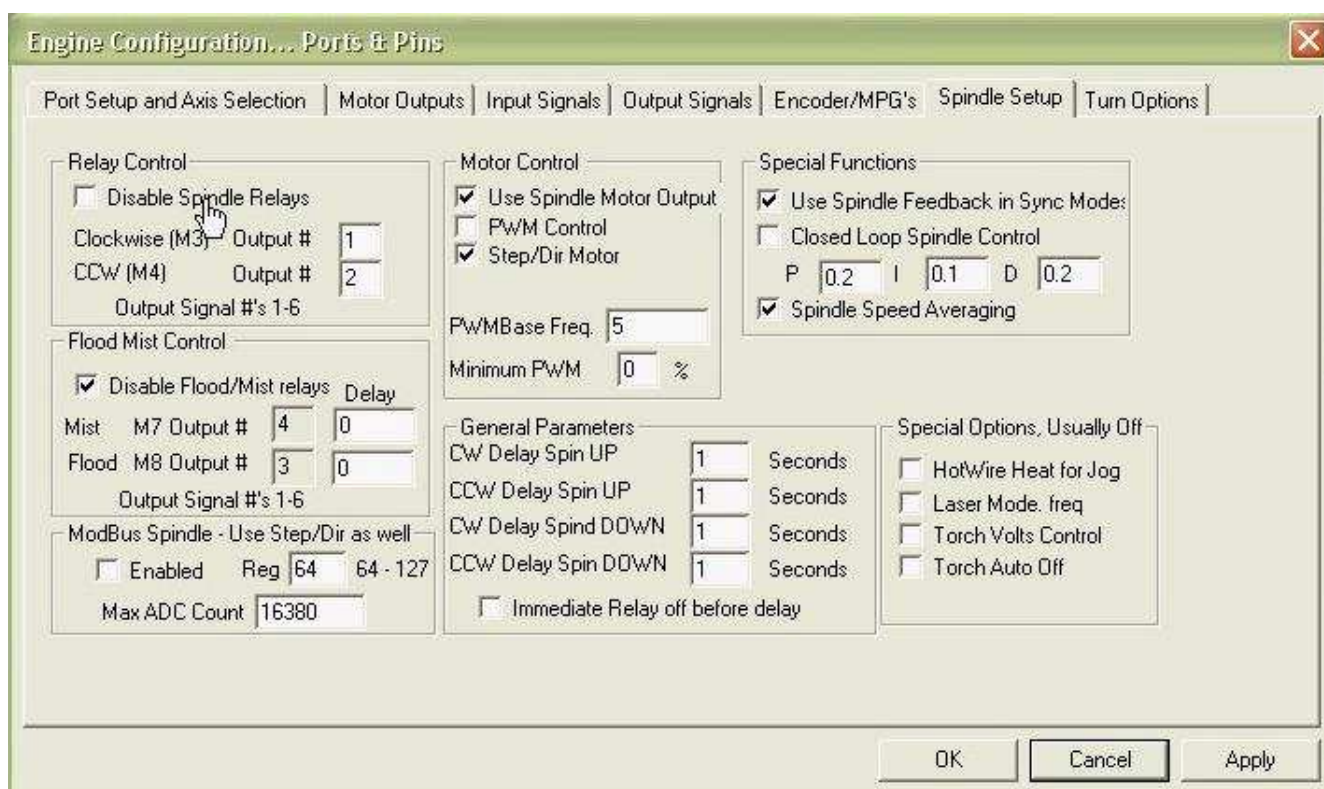 Engine Configuration... Ports & Pins
Port Setup and Axis Selection
Motor Outputs
Input Signals
Output Signals
Encoder/MPG's
Spindle Setup
Turn Options
Relay Control
Disable Spindle Relays
Clockwise (M3) Output # 1
CCW (M4) Output # 2
Output Signal #'s 1-6
Flood Mist Control
Disable Flood/Mist relays Delay
Mist M7 Output # 4 0
Flood M8 Output # 3 0
Output Signal #'s 1-6
ModBus Spindle - Use Step/Dir as well
Enabled Reg 64 64 - 127
Max ADC Count 16380
Motor Control
Use Spindle Motor Output
PWM Control
Step/Dir Motor
PWMBase Freq. 5
Minimum PWM 0 %
General Parameters
CW Delay Spin UP 1 Seconds
CCW Delay Spin UP 1 Seconds
CW Delay Spind DOWN 1 Seconds
CCW Delay Spin DOWN 1 Seconds
Immediate Relay off before delay
Special Functions
Use Spindle Feedback in Sync Modes
Closed Loop Spindle Control
P 0.2 I 0.1 D 0.2
Spindle Speed Averaging
Special Options, Usually Off
HotWire Heat for Jog
Laser Mode. freq
Torch Volts Control
Torch Auto Off
OK
Cancel
Apply